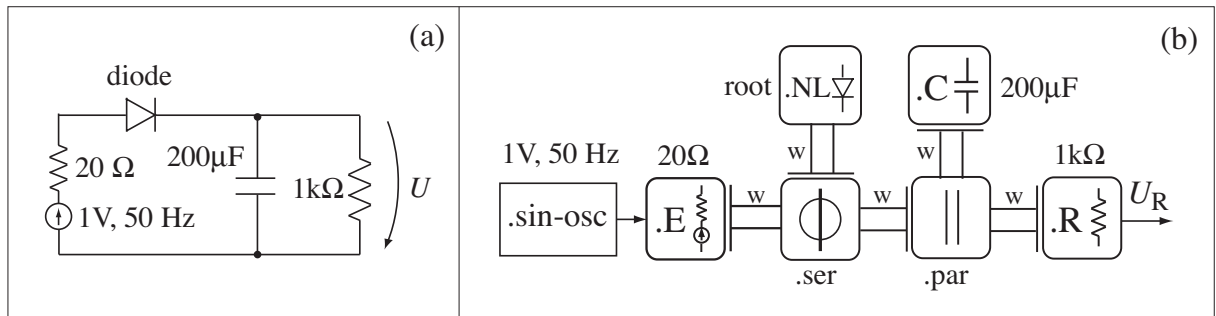 (a)
diode
200µF
20 Ω
1kΩ
U
1V, 50 Hz
(b)
root
.NL
.C
200µF
w
w
1V, 50 Hz
20Ω
1kΩ
.sin-osc
.E
w
w
w
.R
U_R
.ser
.par